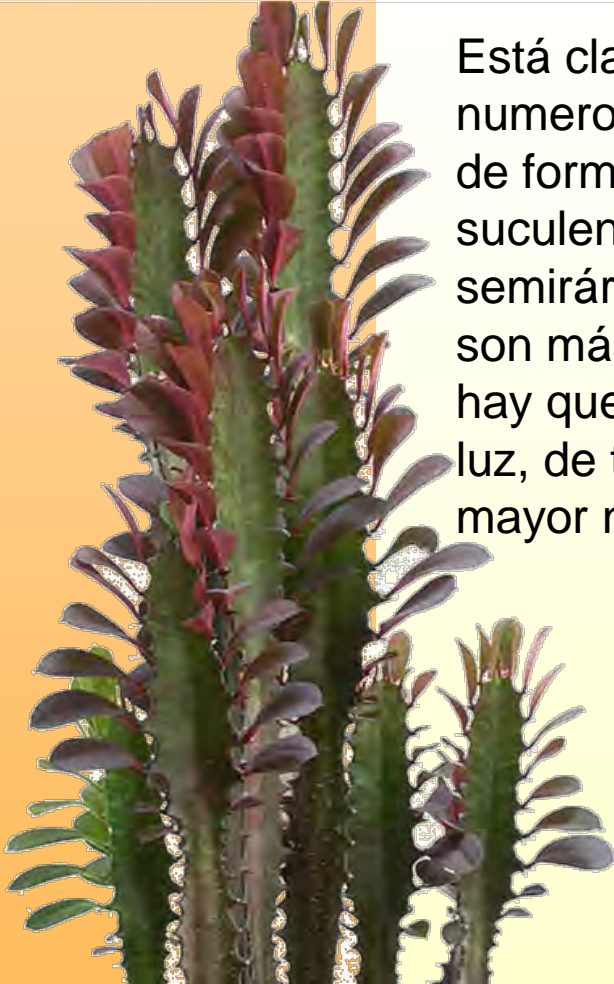 Está cla
numero
de form
suculen
semirár
son má
hay que
luz, de t
mayor r